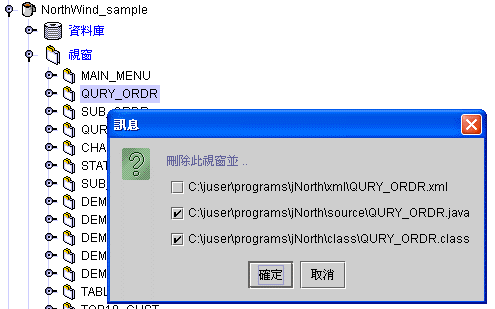 NorthWind_sample
資料庫
視窗
MAIN_MENU
QURY_ORDR
SUB_ORDR
QUR
CHA
STAT
SUB_
DEM
DEM
DEM
DEM
DEM
TABL
TOP10_CUST
訊息
刪除此視窗並 ..
C:\juser\programs\jNorth\xml\QURY_ORDR.xml
C:\juser\programs\jNorth\source\QURY_ORDR.java
C:\juser\programs\jNorth\class\QURY_ORDR.class
確定 取消